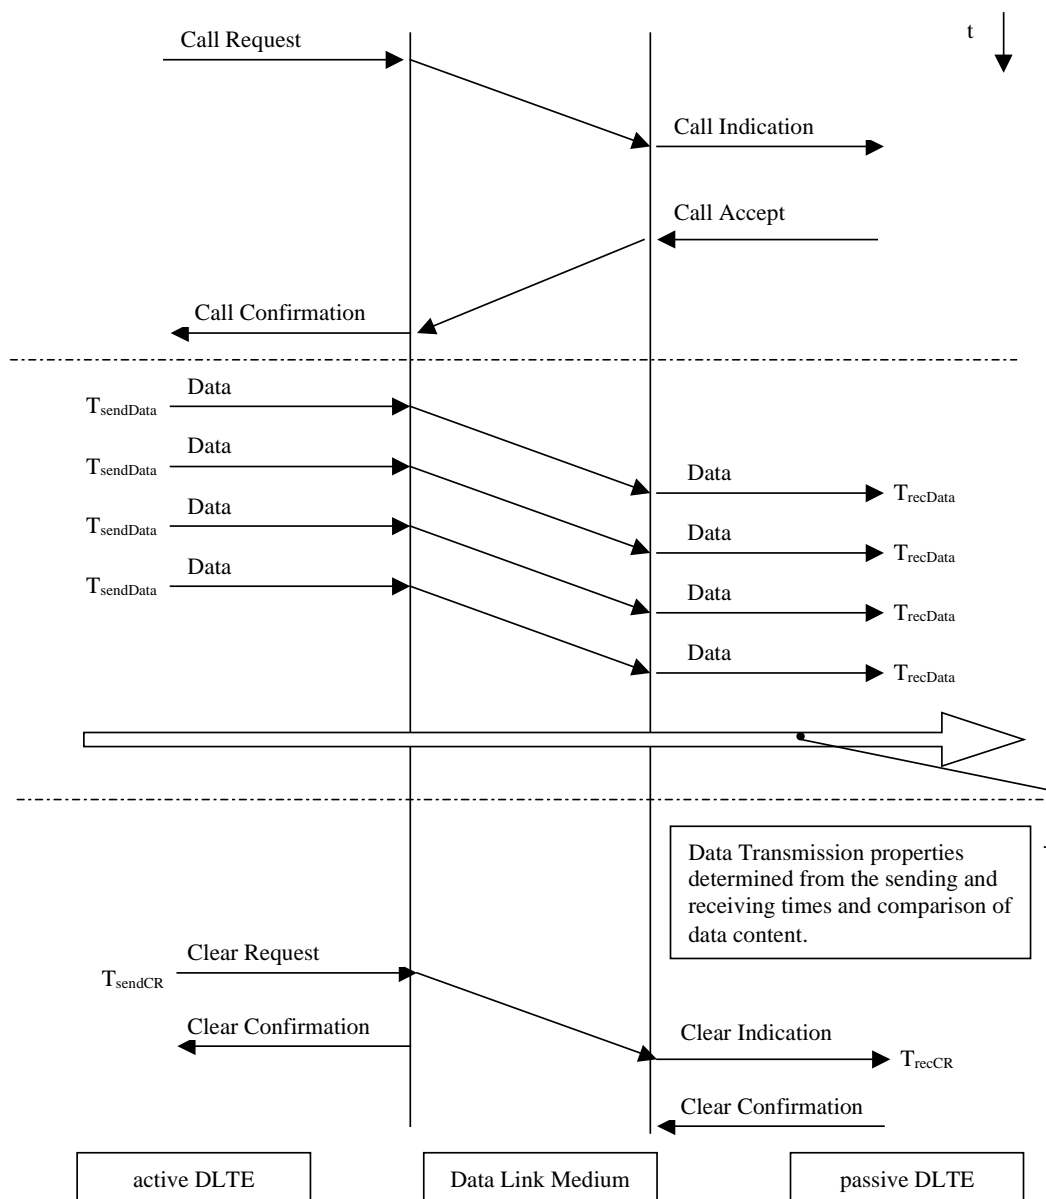 Call Request
t
Call Indication
Call Accept
Call Confirmation
Data
TsendData
Data
TsendData
Data
TrecData
Data
TsendData
Data
TrecData
Data
TsendData
Data
TrecData
Data
TrecData
Data Transmission properties
determined from the sending and
receiving times and comparison of
data content.
Clear Request
TsendCR
Clear Confirmation
Clear Indication
TrecCR
Clear Confirmation
active DLTE
Data Link Medium
passive DLTE